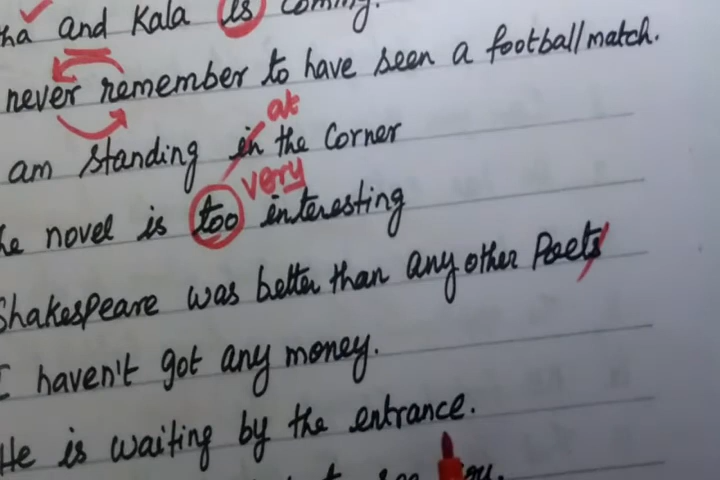 and Kala is coming.
never remember to have seen a football match.
at
am standing in the Corner
very
novel is too interesting
Shakespeare was better than any other Poets
I haven't got any money.
He is waiting by the entrance.